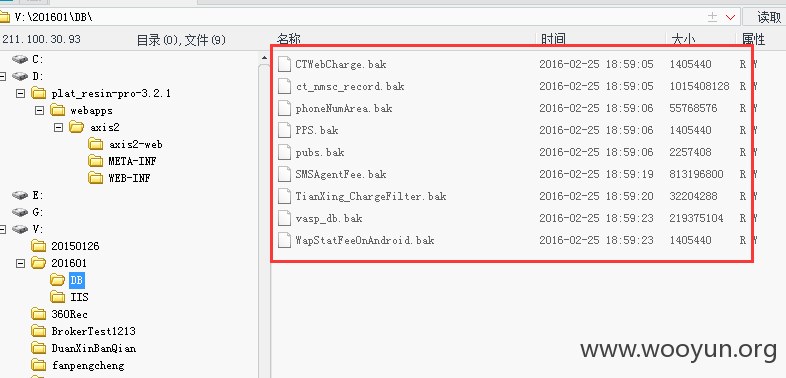 V:\201601\DB\ 读取
211.100.30.93 目录(0),文件(9) 名称 时间 大小 属性
C:
D:
plat_resin-pro-3.2.1
webapps
axis2
axis2-web
META-INF
WEB-INF
E:
G:
V:
20150126
201601
DB
IIS
360Rec
BrokerTest1213
DuanXinBanQian
fanpengcheng
CTWebCharge.bak 2016-02-25 18:59:05 1405440 R W
ct_nmsc_record.bak 2016-02-25 18:59:05 1015408128 R W
phoneNumArea.bak 2016-02-25 18:59:06 55768576 R W
PPS.bak 2016-02-25 18:59:06 1405440 R W
pubs.bak 2016-02-25 18:59:06 2257408 R W
SMSAgentFee.bak 2016-02-25 18:59:19 813196800 R W
TianXing_ChargeFilter.bak 2016-02-25 18:59:20 32204288 R W
vasp_db.bak 2016-02-25 18:59:23 219375104 R W
WapStatFeeOnAndroid.bak 2016-02-25 18:59:23 1405440 R W
www.wooyun.org